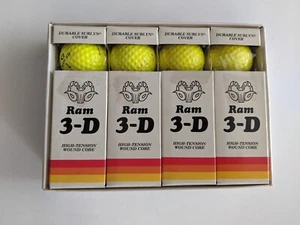 DURABLE SURLYN® COVER
DURABLE SURLYN® COVER
DURABLE SURLYN® COVER
DURABLE SURLYN® COVER
Ram Ram Ram Ram
3-D 3-D 3-D 3-D
HIGH-TENSION HIGH-TENSION HIGH-TENSION HIGH-TENSION
WOUND CORE WOUND CORE WOUND CORE WOUND CORE